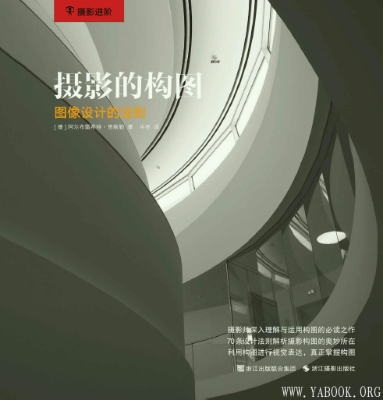 摄影进阶
摄影的构图
图像设计的法则
[德]阿尔布雷希特·里斯勒 著
摄影师深入理解与运用构图的必读之作
70条设计法则解析摄影构图的奥妙所在
利用构图进行视觉表达，真正掌握构图
浙江出版联合集团 浙江摄影出版社
WWW.YABOOK.ORG